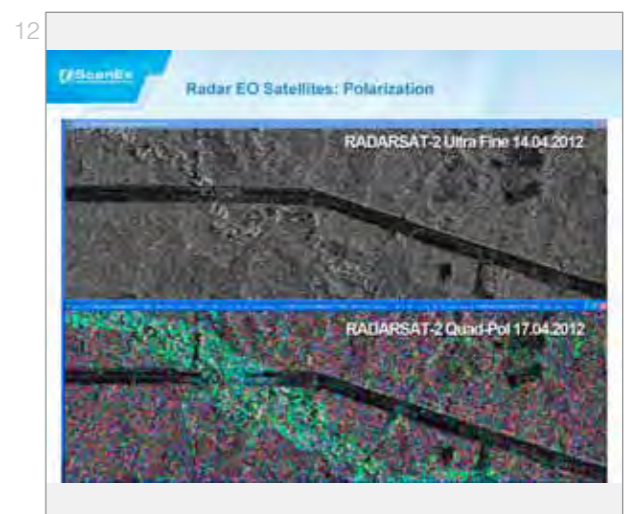 12
ScanEx
Radar EO Satellites: Polarization
RADARSAT-2 Ultra Fine 14.04.2012
RADARSAT-2 Quad-Pol 17.04.2012